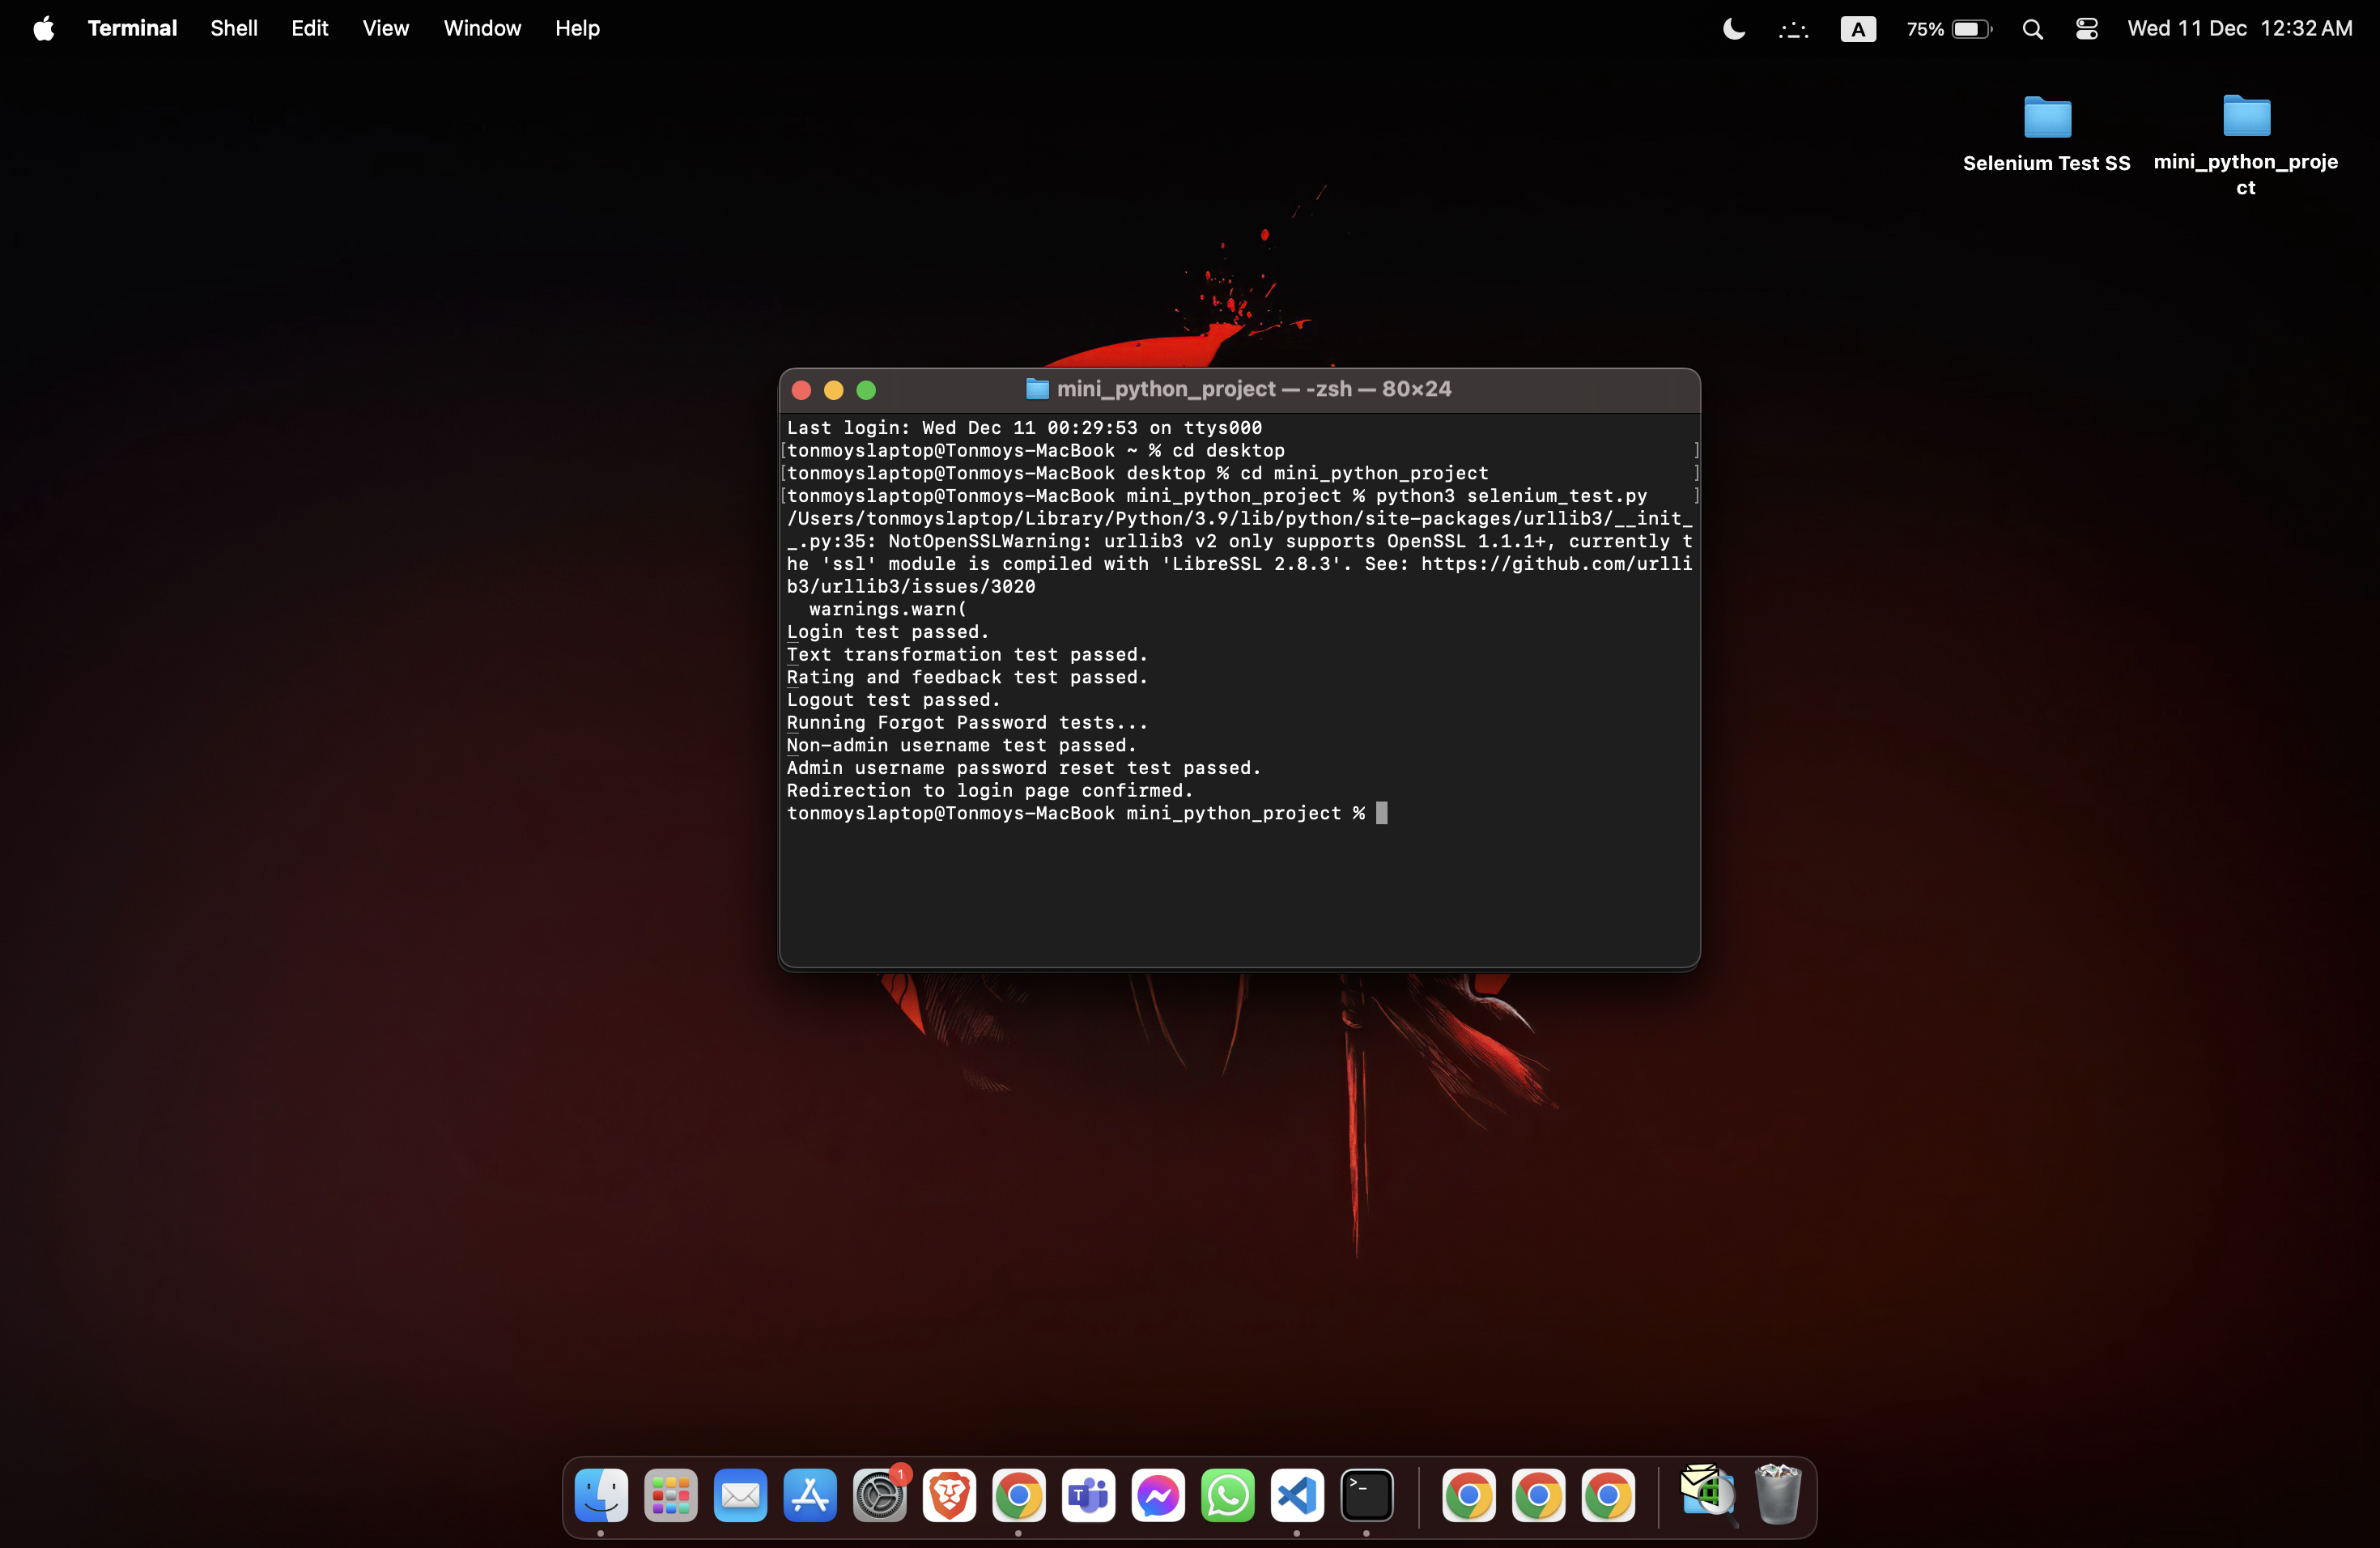 Terminal Shell Edit View Window Help A 75% Wed 11 Dec 12:32 AM
Selenium Test SS
mini_python_proje
ct
mini_python_project — -zsh — 80×24
Last login: Wed Dec 11 00:29:53 on ttys000
[tonmoyslaptop@Tonmoys-MacBook ~ % cd desktop ]
[tonmoyslaptop@Tonmoys-MacBook desktop % cd mini_python_project ]
[tonmoyslaptop@Tonmoys-MacBook mini_python_project % python3 selenium_test.py ]
/Users/tonmoyslaptop/Library/Python/3.9/lib/python/site-packages/urllib3/__init_
_.py:35: NotOpenSSLWarning: urllib3 v2 only supports OpenSSL 1.1.1+, currently t
he 'ssl' module is compiled with 'LibreSSL 2.8.3'. See: https://github.com/urlli
b3/urllib3/issues/3020
  warnings.warn(
Login test passed.
Text transformation test passed.
Rating and feedback test passed.
Logout test passed.
Running Forgot Password tests...
Non-admin username test passed.
Admin username password reset test passed.
Redirection to login page confirmed.
tonmoyslaptop@Tonmoys-MacBook mini_python_project %
1
T
>_